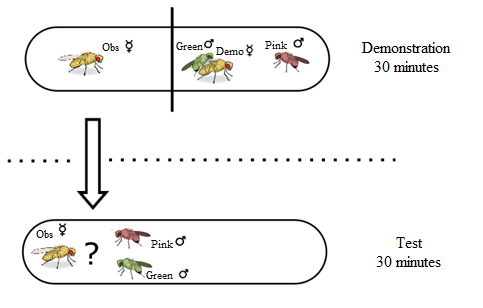 Obs ☿
Green ♂ Demo ☿ Pink ♂
Demonstration
30 minutes
Obs ☿
?
Pink ♂
Green ♂
Test
30 minutes